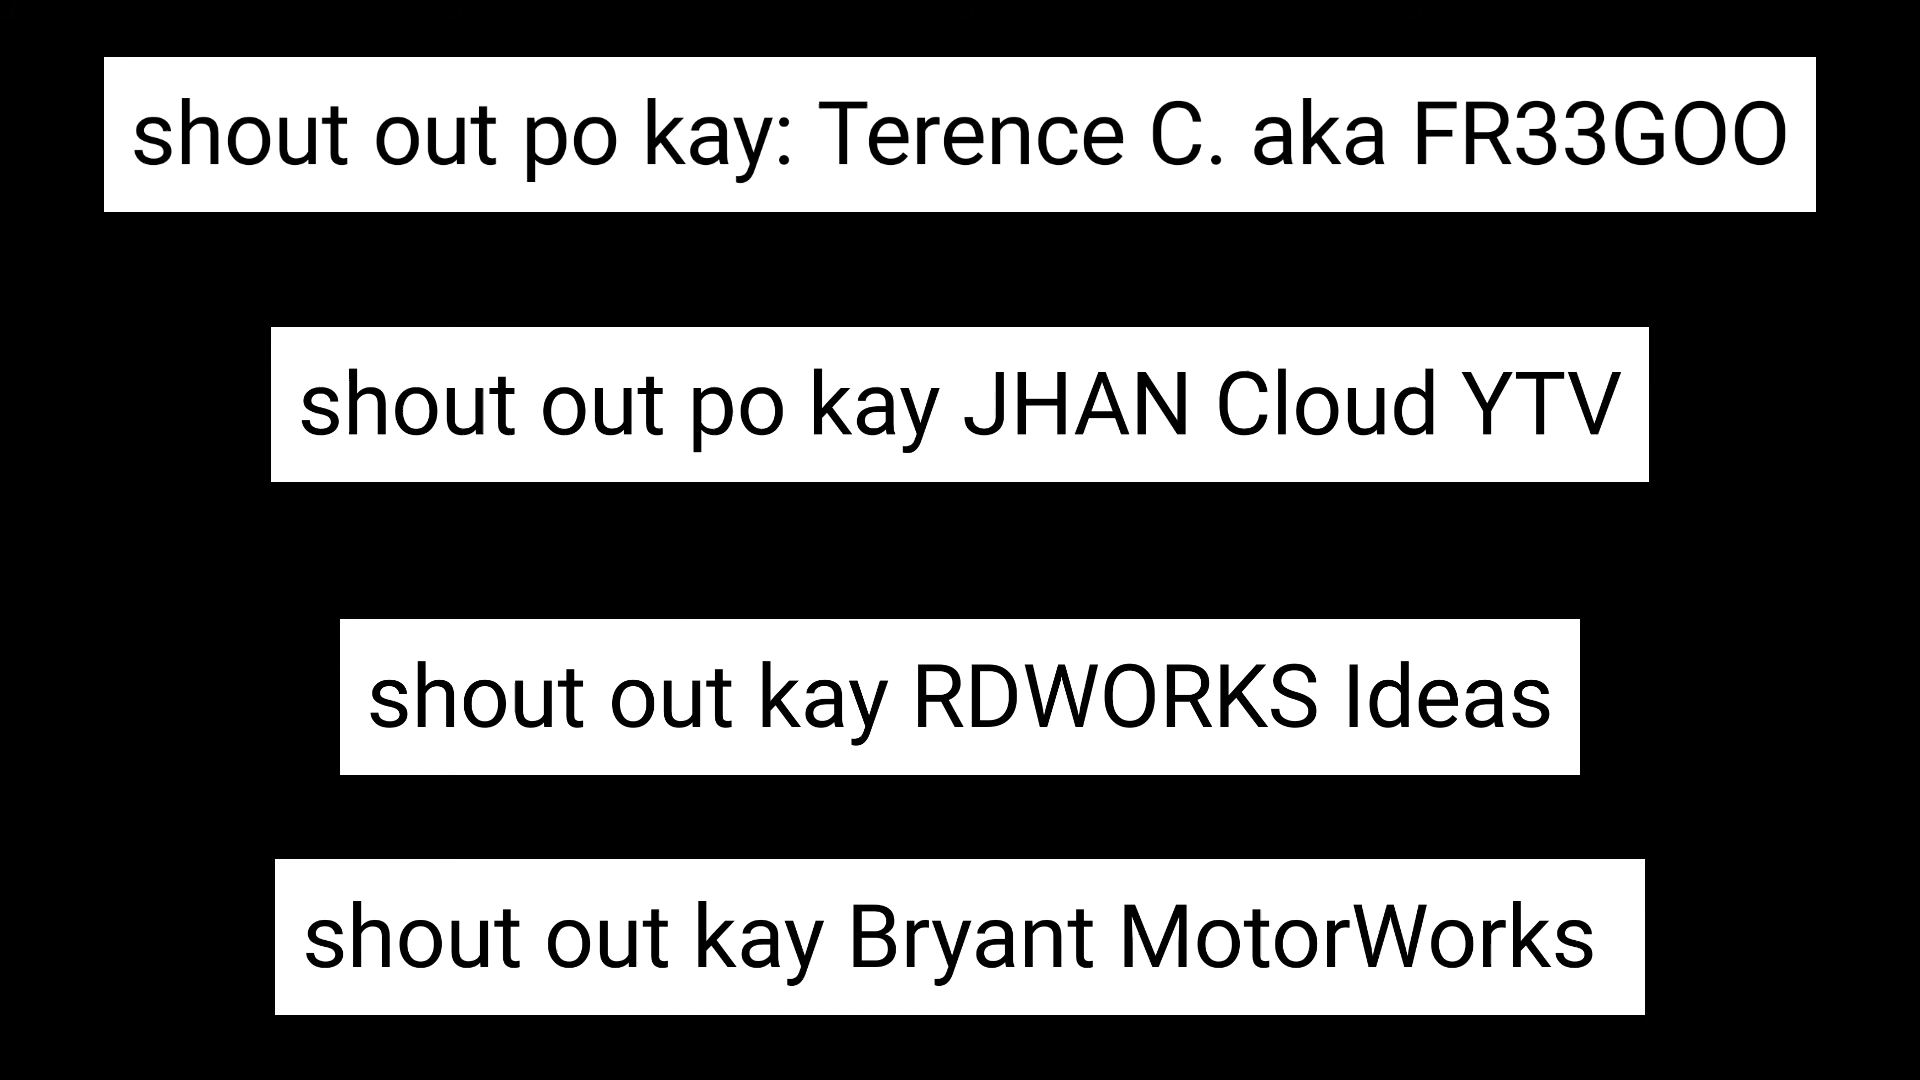 shout out po kay: Terence C. aka FR33GOO
shout out po kay JHAN Cloud YTV
shout out kay RDWORKS Ideas
shout out kay Bryant MotorWorks